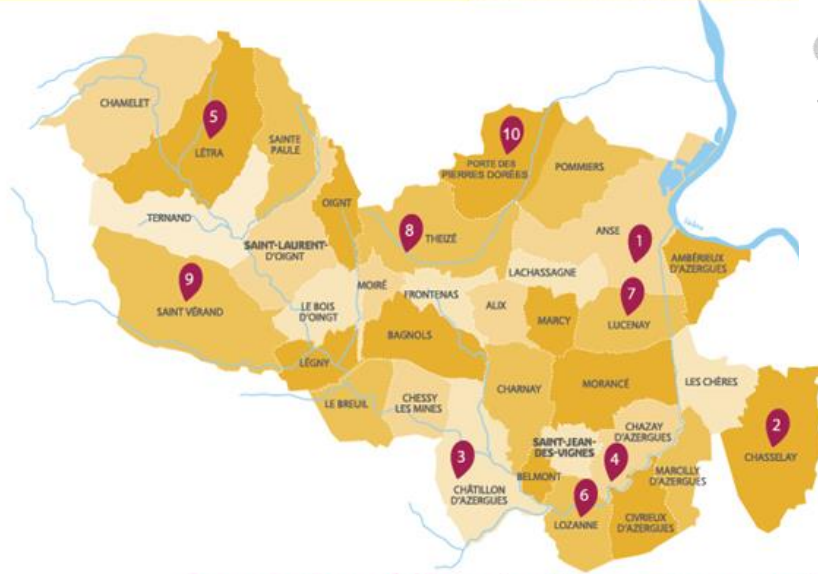 CHAMELET
5
LÉTRA
SAINTE
PAULE
10
PORTE DES
PIERRES DORÉES
POMMIERS
OIGNT
TERNAND
SAINT-LAURENT-
D'OIGNT
8
THEIZÉ
ANSE
1
AMBÉRIEUX
D'AZERGUES
9
SAINT VÉRAND
LE BOIS
D'OINGT
MOIRÉ
FRONTENAS
LACHASSAGNE
ALIX
MARCY
7
LUCENAY
BAGNOLS
LÉGNY
LE BREUIL
CHESSY
LES MINES
CHARNAY
MORANCÉ
LES CHÈRES
2
CHASSELAY
3
CHÂTILLON
D'AZERGUES
BELMONT
SAINT-JEAN-
DES-VIGNES
CHAZAY
D'AZERGUES
4
MARCILLY
D'AZERGUES
6
LOZANNE
CIVRIEUX
D'AZERGUES